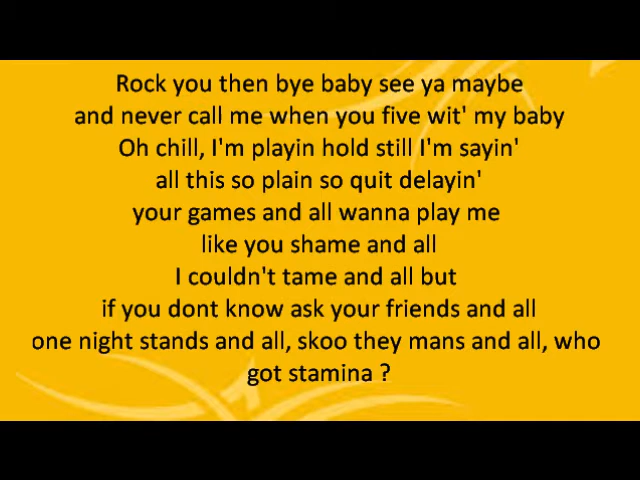 Rock you then bye baby see ya maybe
and never call me when you five wit' my baby
Oh chill, I'm playin hold still I'm sayin'
all this so plain so quit delayin'
your games and all wanna play me
like you shame and all
I couldn't tame and all but
if you dont know ask your friends and all
one night stands and all, skoo they mans and all, who
got stamina ?